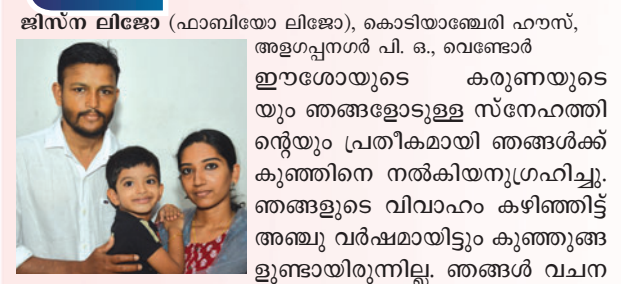 ജിസ്ന ലിജോ (ഫാബിയോ ലിജോ), കൊടിയാഞ്ചേരി ഹൗസ്,
അളഗപ്പനഗർ പി. ഒ., വെണ്ടോർ
ഈശോയുടെ കരുണയുടെ
യും ഞങ്ങളോടുള്ള സ്നേഹത്തി
ന്റെയും പ്രതീകമായി ഞങ്ങൾക്ക്
കുഞ്ഞിനെ നൽകിയനുഗ്രഹിച്ചു.
ഞങ്ങളുടെ വിവാഹം കഴിഞ്ഞിട്ട്
അഞ്ചു വർഷമായിട്ടും കുഞ്ഞുങ്ങ
ളുണ്ടായിരുന്നില്ല. ഞങ്ങൾ വചന